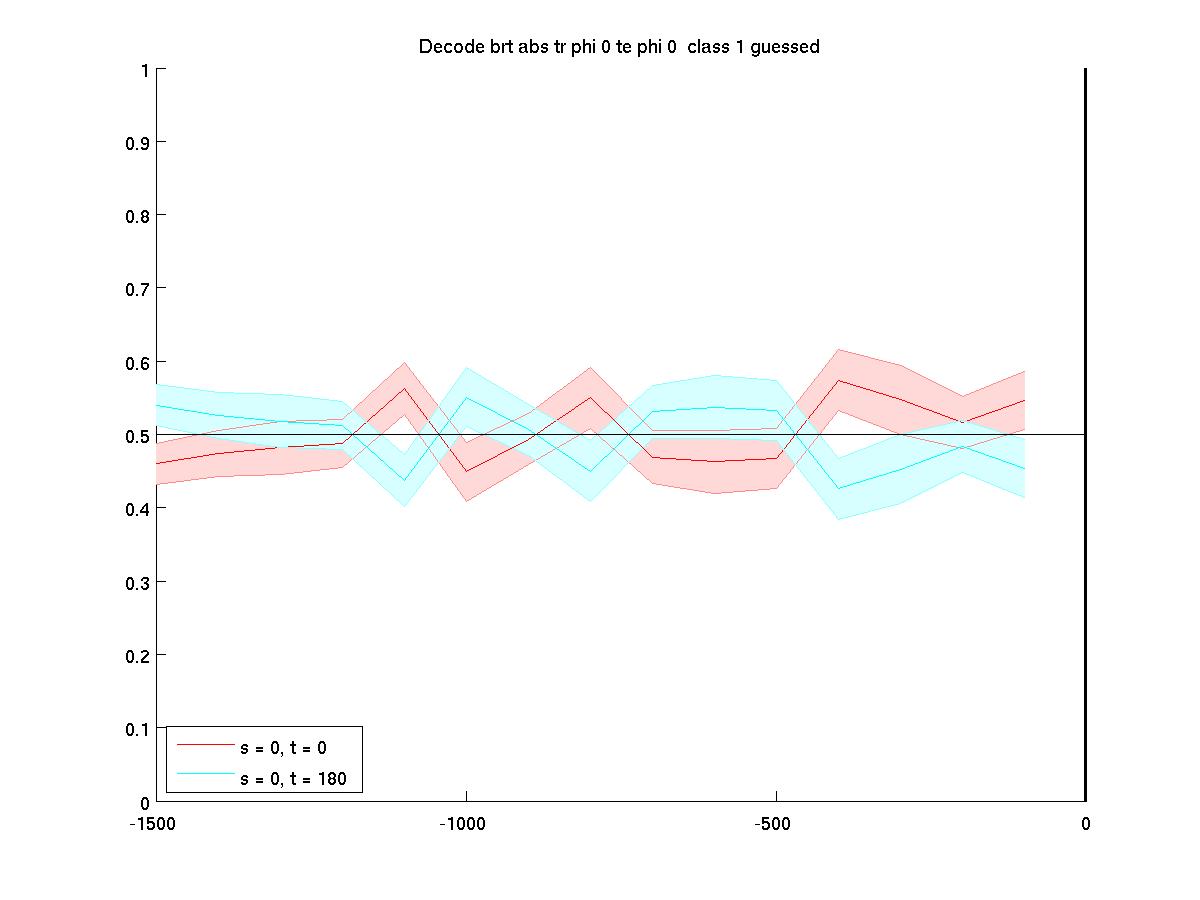 Decode brt abs tr phi 0 te phi 0  class 1 guessed
1
0.9
0.8
0.7
0.6
0.5
0.4
0.3
0.2
0.1
0
s = 0, t = 0
s = 0, t = 180
-1500 -1000 -500 0